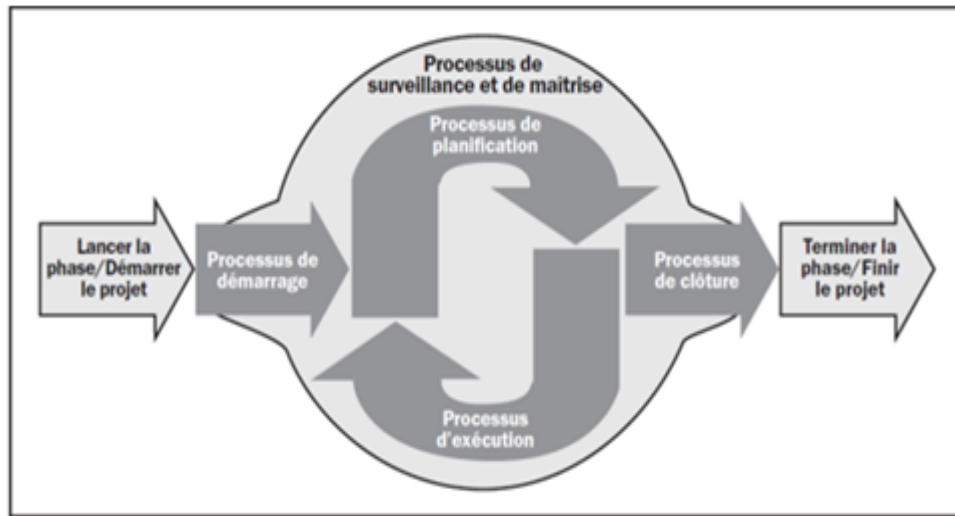 Processus de
surveillance et de maîtrise
Processus de
planification
Lancer la
phase/Démarrer
le projet
Processus de
démarrage
Processus
de clôture
Terminer la
phase/Finir
le projet
Processus
d'exécution